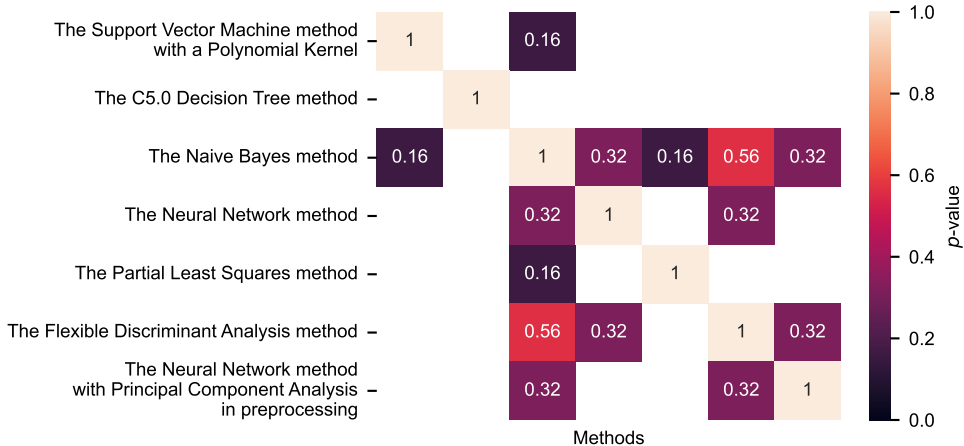 The Support Vector Machine method
with a Polynomial Kernel
1
0.16
The C5.0 Decision Tree method
1
The Naive Bayes method
0.16
1
0.32
0.16
0.56
0.32
The Neural Network method
0.32
1
0.32
The Partial Least Squares method
0.16
1
The Flexible Discriminant Analysis method
0.56
0.32
1
0.32
The Neural Network method
with Principal Component Analysis
in preprocessing
0.32
0.32
1
Methods
1.0
0.8
0.6
0.4
0.2
0.0
p-value